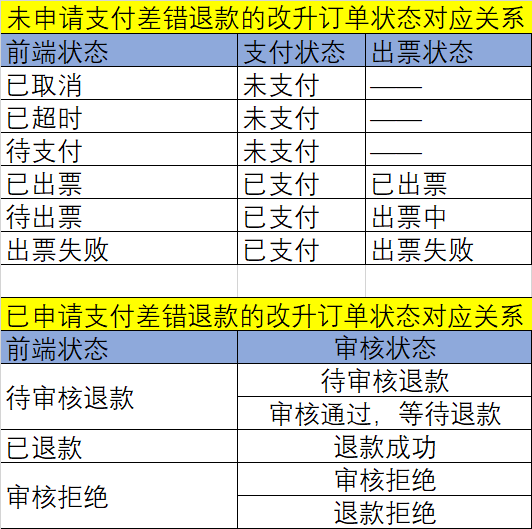 未申请支付差错退款的改升订单状态对应关系
前端状态 支付状态 出票状态
已取消 未支付 ——
已超时 未支付 ——
待支付 未支付 ——
已出票 已支付 已出票
待出票 已支付 出票中
出票失败 已支付 出票失败
已申请支付差错退款的改升订单状态对应关系
前端状态 审核状态
待审核退款 待审核退款
审核通过，等待退款
已退款 退款成功
审核拒绝 审核拒绝
退款拒绝